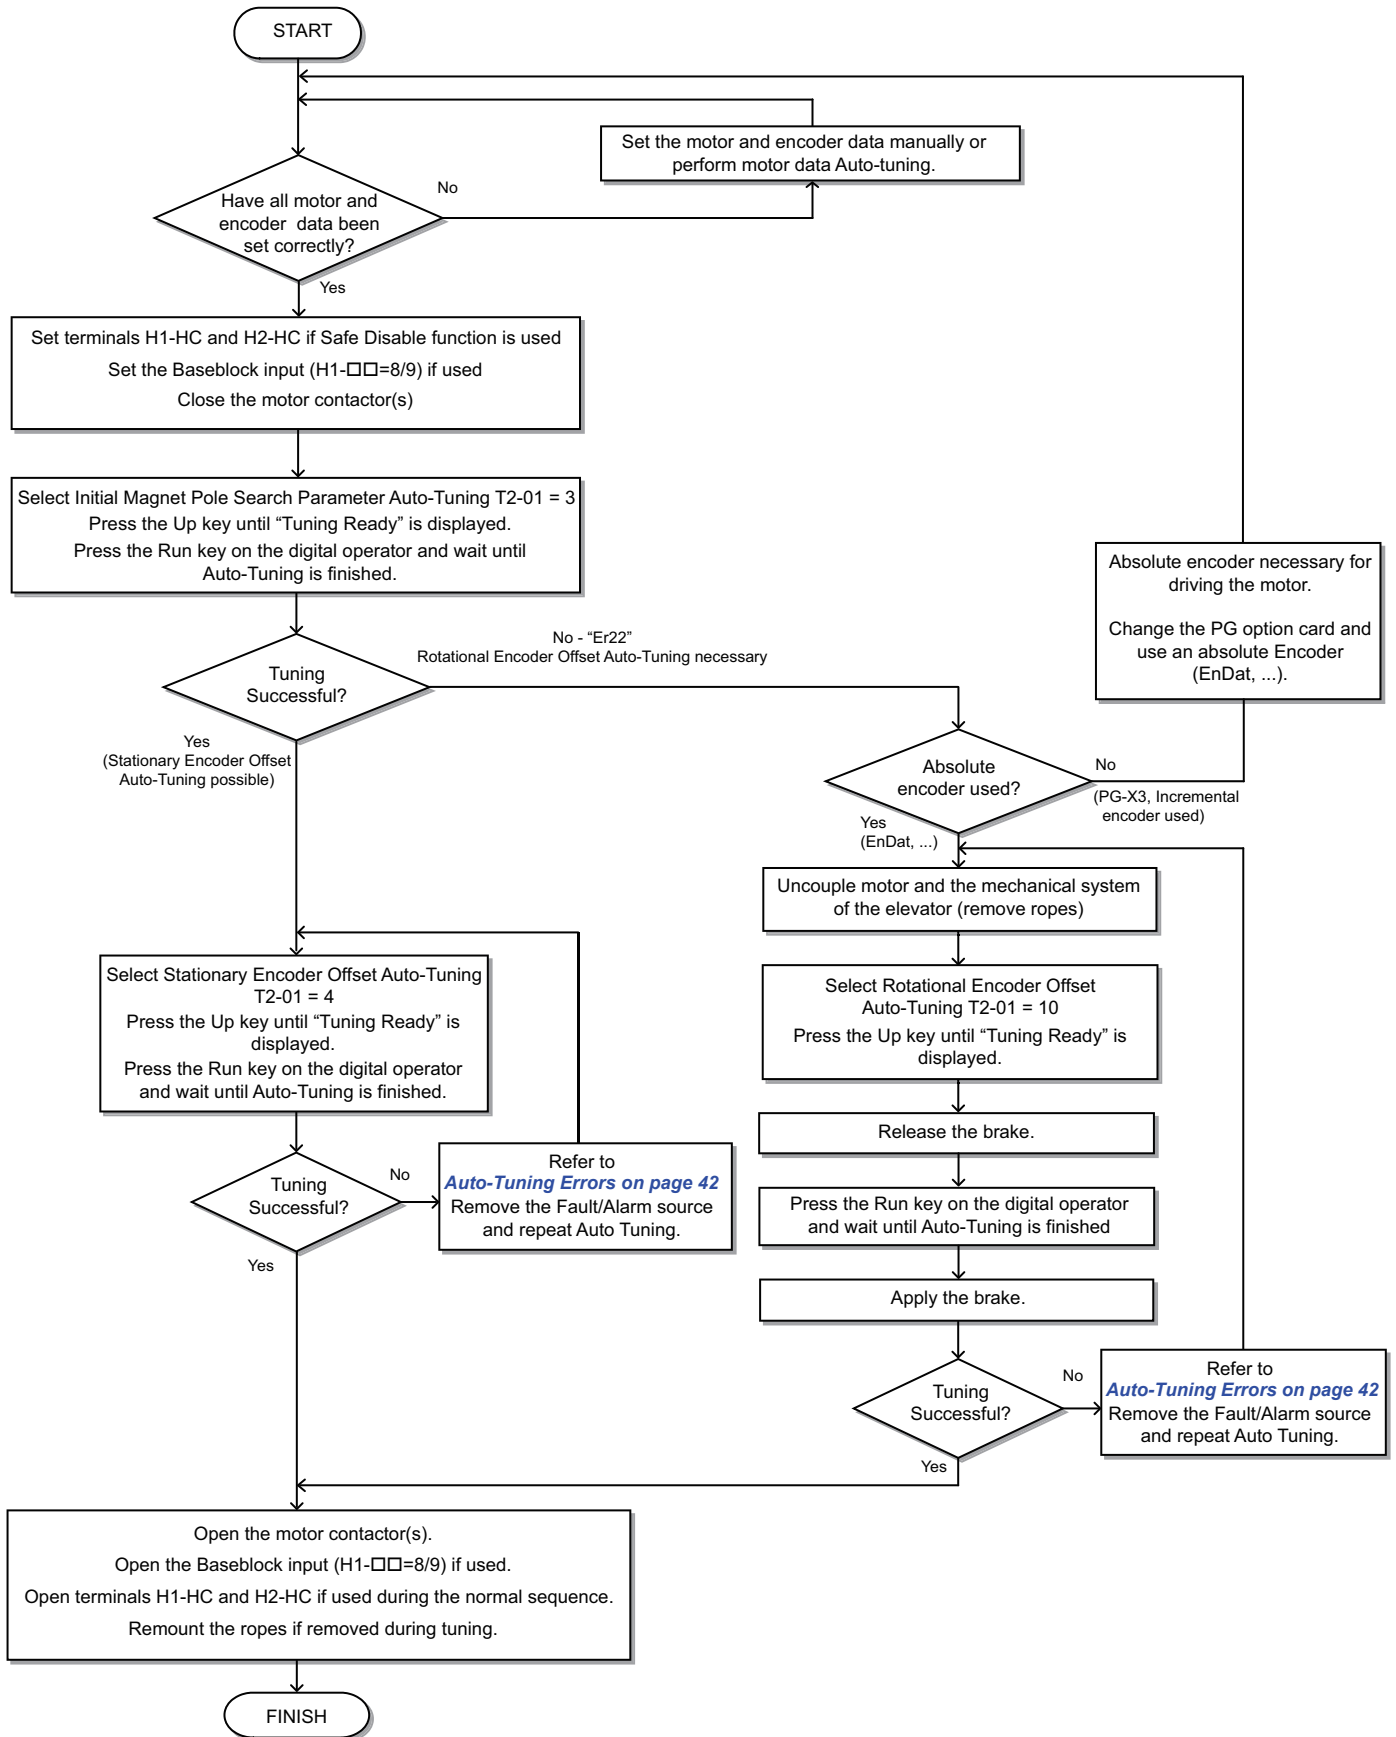 START
Set the motor and encoder data manually or
perform motor data Auto-tuning.
No
Have all motor and
encoder data been
set correctly?
Yes
Set terminals H1-HC and H2-HC if Safe Disable function is used
Set the Baseblock input (H1-□□=8/9) if used
Close the motor contactor(s)
Select Initial Magnet Pole Search Parameter Auto-Tuning T2-01 = 3
Press the Up key until “Tuning Ready” is displayed.
Press the Run key on the digital operator and wait until
Auto-Tuning is finished.
Absolute encoder necessary for
driving the motor.
Change the PG option card and
use an absolute Encoder
(EnDat, ...).
No - “Er22”
Rotational Encoder Offset Auto-Tuning necessary
Tuning
Successful?
Yes
(Stationary Encoder Offset
Auto-Tuning possible)
Absolute
encoder used?
No
(PG-X3, Incremental
encoder used)
Yes
(EnDat, ...)
Uncouple motor and the mechanical system
of the elevator (remove ropes)
Select Stationary Encoder Offset Auto-Tuning
T2-01 = 4
Press the Up key until “Tuning Ready” is
displayed.
Press the Run key on the digital operator
and wait until Auto-Tuning is finished.
Select Rotational Encoder Offset
Auto-Tuning T2-01 = 10
Press the Up key until “Tuning Ready” is
displayed.
Release the brake.
Tuning
Successful?
No
Refer to
Auto-Tuning Errors on page 42
Remove the Fault/Alarm source
and repeat Auto Tuning.
Yes
Press the Run key on the digital operator
and wait until Auto-Tuning is finished
Apply the brake.
Tuning
Successful?
No
Refer to
Auto-Tuning Errors on page 42
Remove the Fault/Alarm source
and repeat Auto Tuning.
Yes
Open the motor contactor(s).
Open the Baseblock input (H1-□□=8/9) if used.
Open terminals H1-HC and H2-HC if used during the normal sequence.
Remount the ropes if removed during tuning.
FINISH